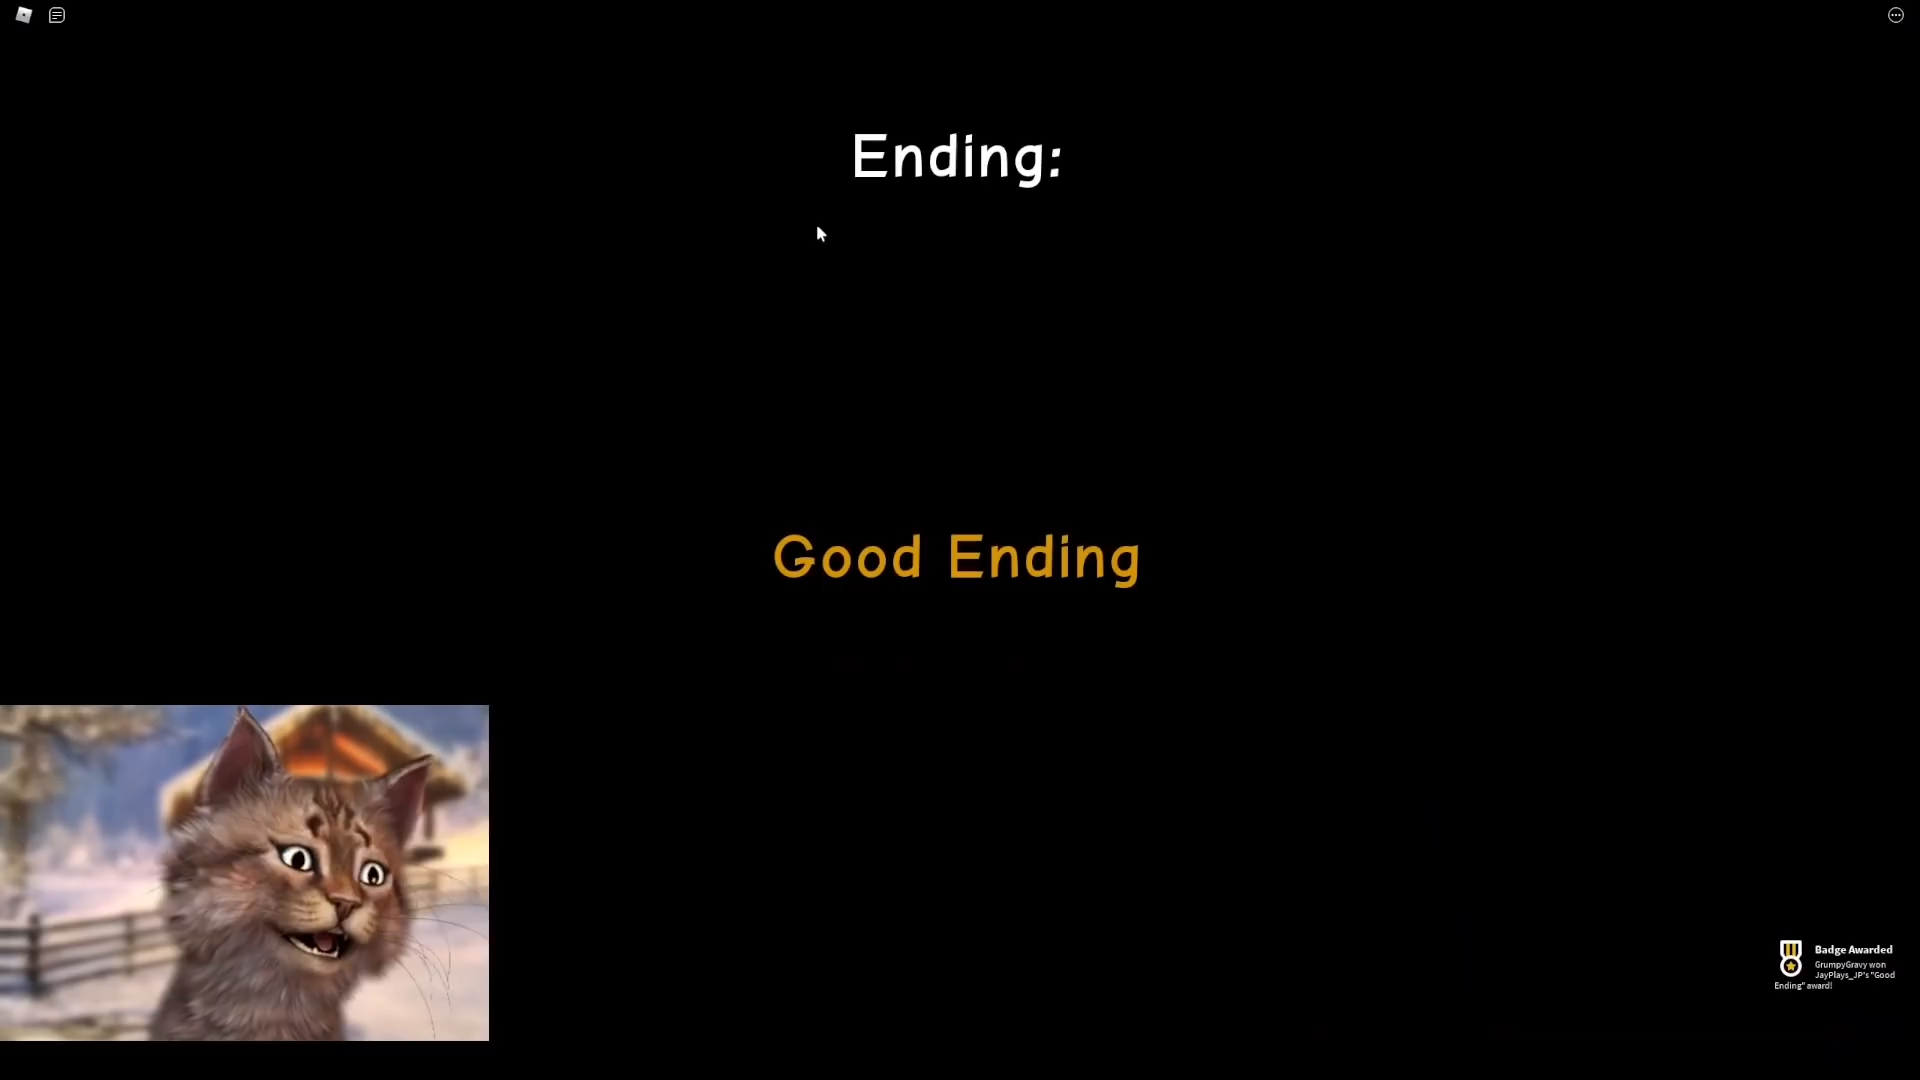 Ending:
Good Ending
Badge Awarded
GrumpyGravy won
JayPlays_JP's "Good
Ending" award!